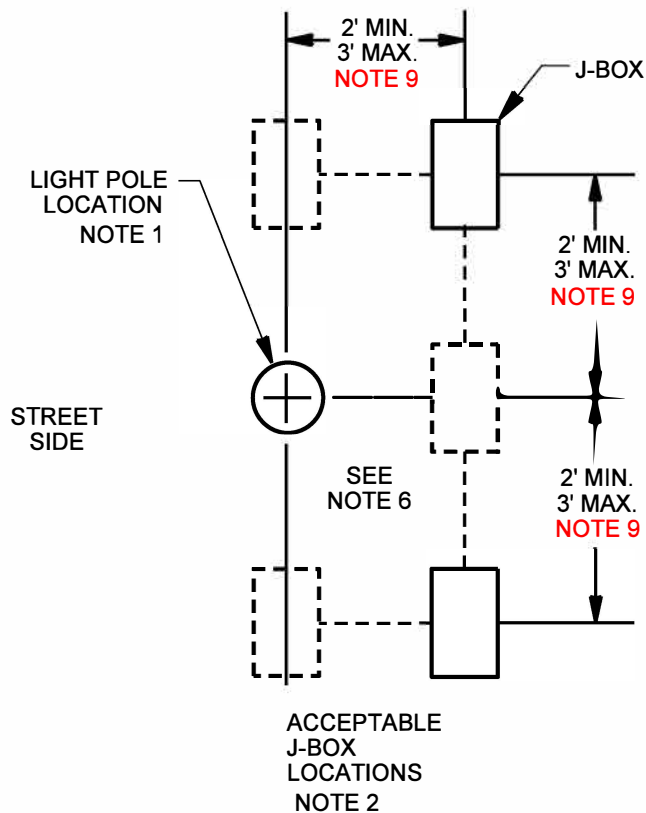 2' MIN.
3' MAX.
NOTE 9
J-BOX
LIGHT POLE
LOCATION
NOTE 1
2' MIN.
3' MAX.
NOTE 9
STREET
SIDE
SEE
NOTE 6
2' MIN.
3' MAX.
NOTE 9
ACCEPTABLE
J-BOX
LOCATIONS
NOTE 2